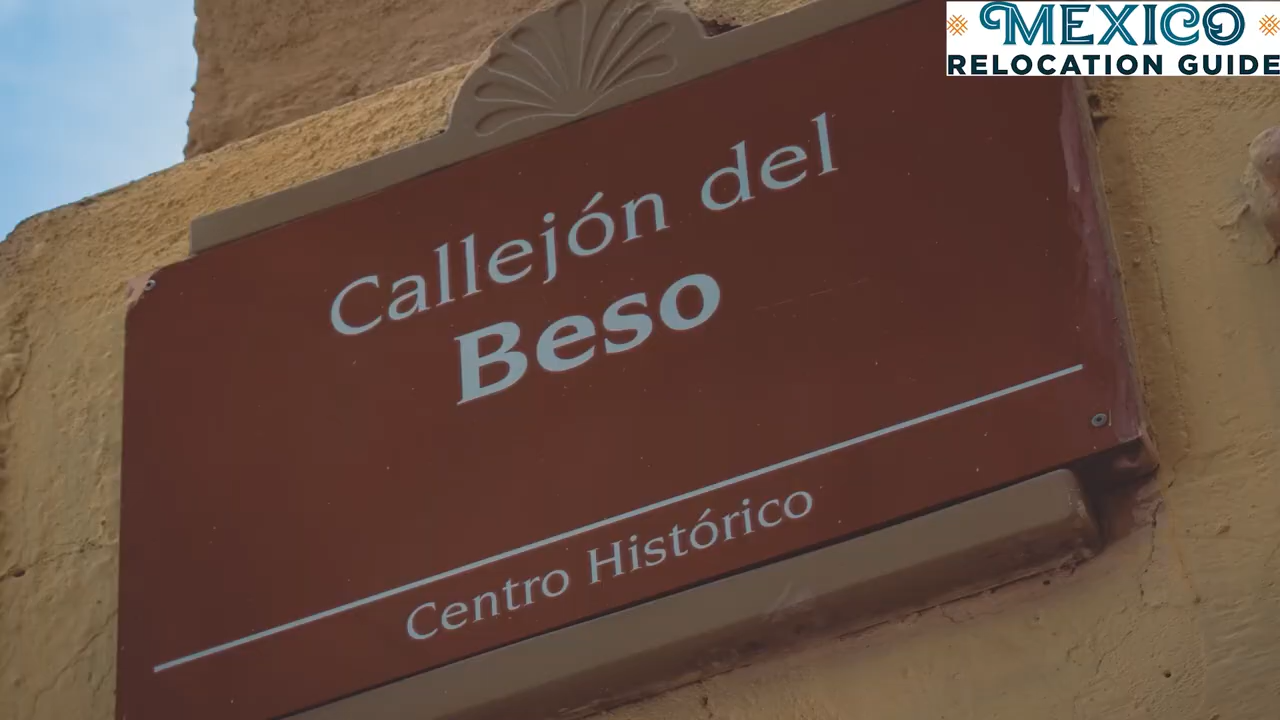 MEXICO
RELOCATION GUIDE
Callejón del
Beso
Centro Histórico